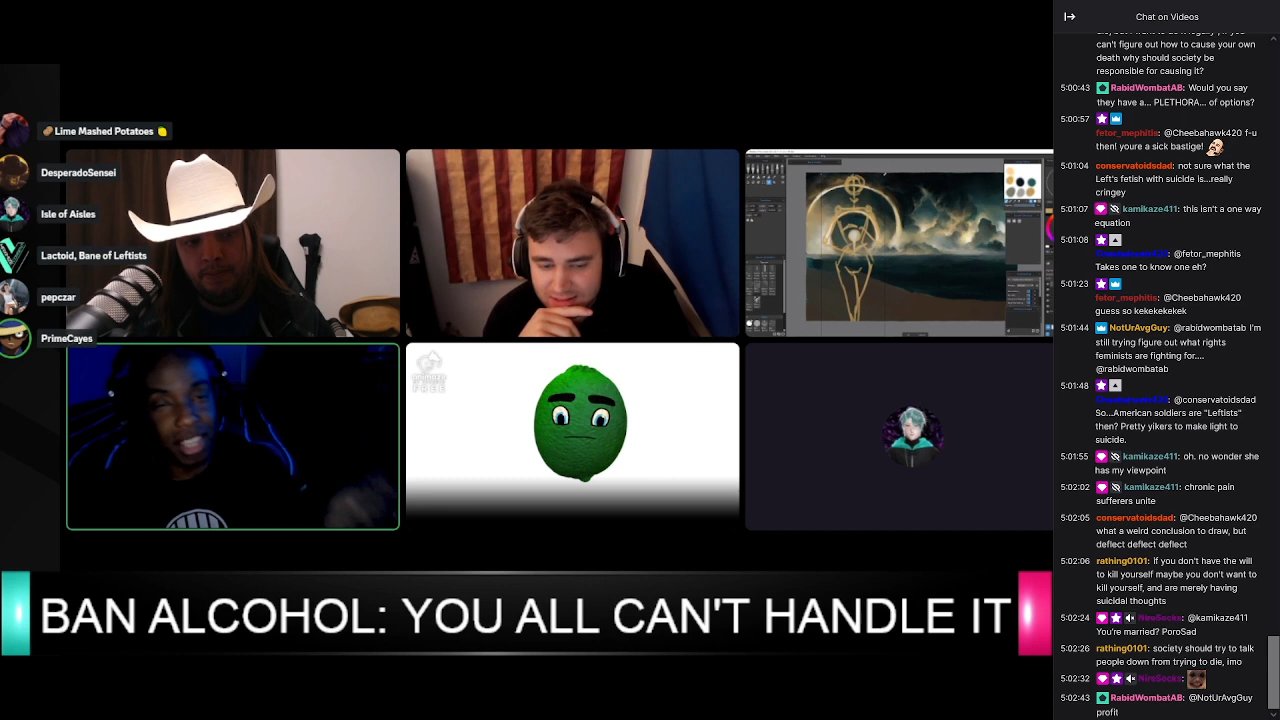 Chat on Videos
can't figure out how to cause your own
death why should society be
responsible for causing it?
5:00:43 RabidWombatAB: Would you say
they have a... PLETHORA... of options?
5:00:57
fetor_mephitis: @Cheebahawk420 f-u
then! youre a sick bastige!
5:01:04 conservatoidsdad: not sure what the
Left's fetish with suicide is...really
cringey
5:01:07 kamikaze411: this isn't a one way
equation
5:01:08
@fetor_mephitis
Takes one to know one eh?
5:01:23
fetor_mephitis: @Cheebahawk420
guess so kekekekeke
5:01:44 NotUrAvgGuy: @conservatoidsdad I'm
still trying figure out what rights
feminists are fighting for....
@rabidwombatab
5:01:48
@conservatoidsdad
So...American soldiers are "Leftists"
then? Pretty yikers to make light to
suicide.
5:01:55 kamikaze411: oh. no wonder she
has my viewpoint
5:02:02 kamikaze411: chronic pain
sufferers unite
5:02:05 conservatoidsdad: @Cheebahawk420
what a weird conclusion to draw, but
deflect deflect deflect
5:02:06 rathing0101: If you don't have the will
to kill yourself maybe you don't want to
kill yourself, and are merely having
suicidal thoughts
5:02:24 NireSocks: @kamikaze411
You're married? PoroSad
5:02:26 rathing0101: society should try to talk
people down from trying to die, imo
5:02:32 NireSocks:
5:02:43 RabidWombatAB: @NotUrAvgGuy
profit
Lime Mashed Potatoes
DesperadoSensei
Isle of Aisles
Lactoid, Bane of Leftists
pepczar
PrimeCayes
FREE
BAN ALCOHOL: YOU ALL CAN'T HANDLE IT